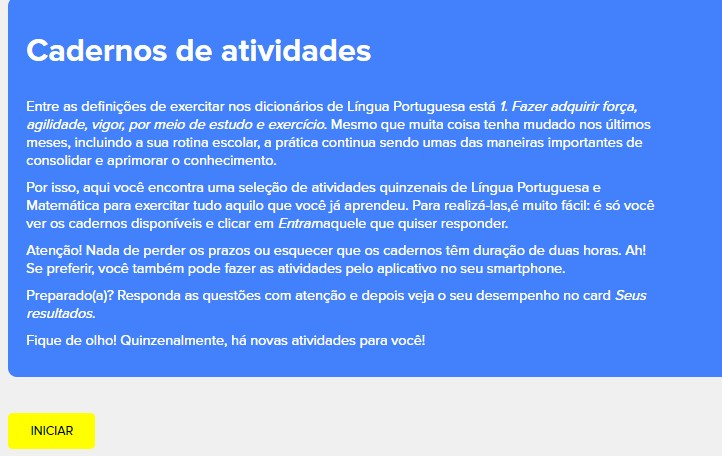 Cadernos de atividades
Entre as definições de exercitar nos dicionários de Língua Portuguesa está 1. Fazer adquirir força,
agilidade, vigor, por meio de estudo e exercício. Mesmo que muita coisa tenha mudado nos últimos
meses, incluindo a sua rotina escolar, a prática continua sendo umas das maneiras importantes de
consolidar e aprimorar o conhecimento.
Por isso, aqui você encontra uma seleção de atividades quinzenais de Língua Portuguesa e
Matemática para exercitar tudo aquilo que você já aprendeu. Para realizá-las,é muito fácil: é só você
ver os cadernos disponíveis e clicar em Entrarnaquele que quiser responder.
Atenção! Nada de perder os prazos ou esquecer que os cadernos têm duração de duas horas. Ah!
Se preferir, você também pode fazer as atividades pelo aplicativo no seu smartphone.
Preparado(a)? Responda as questões com atenção e depois veja o seu desempenho no card Seus
resultados.
Fique de olho! Quinzenalmente, há novas atividades para você!
INICIAR